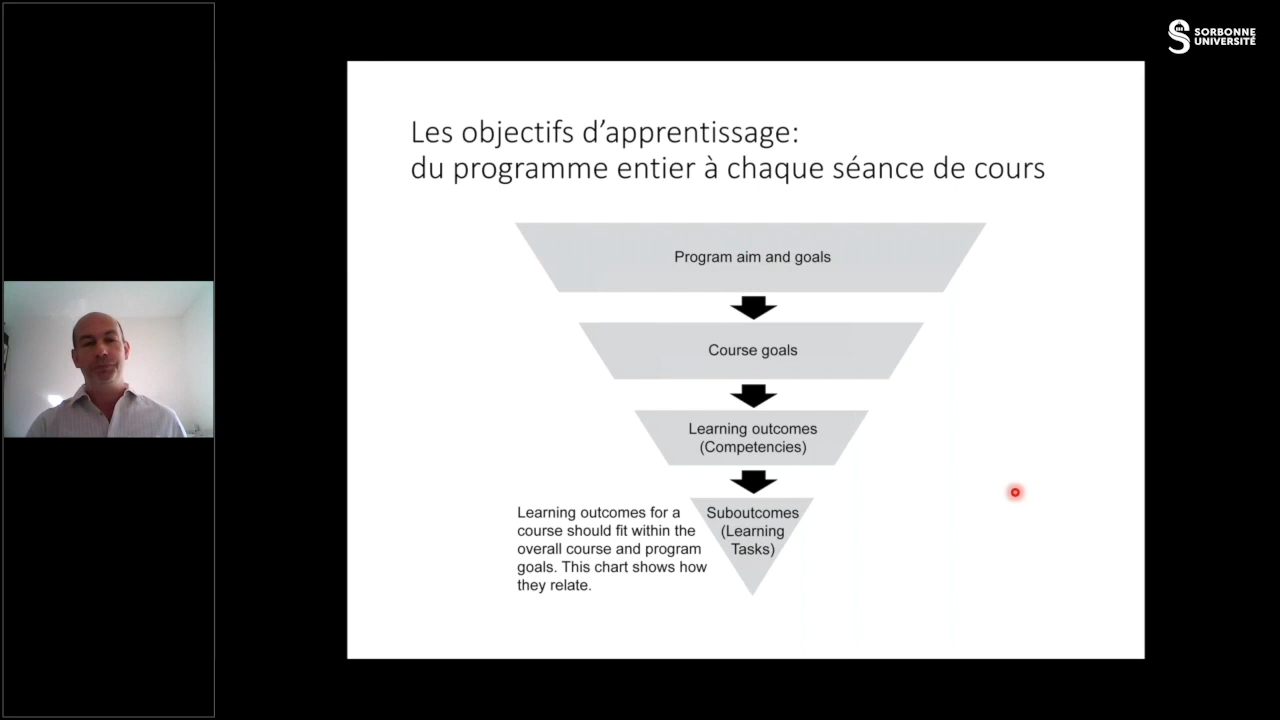 SORBONNE
UNIVERSITÉ
Les objectifs d’apprentissage:
du programme entier à chaque séance de cours
Program aim and goals
Course goals
Learning outcomes
(Competencies)
Suboutcomes
(Learning
Tasks)
Learning outcomes for a
course should fit within the
overall course and program
goals. This chart shows how
they relate.